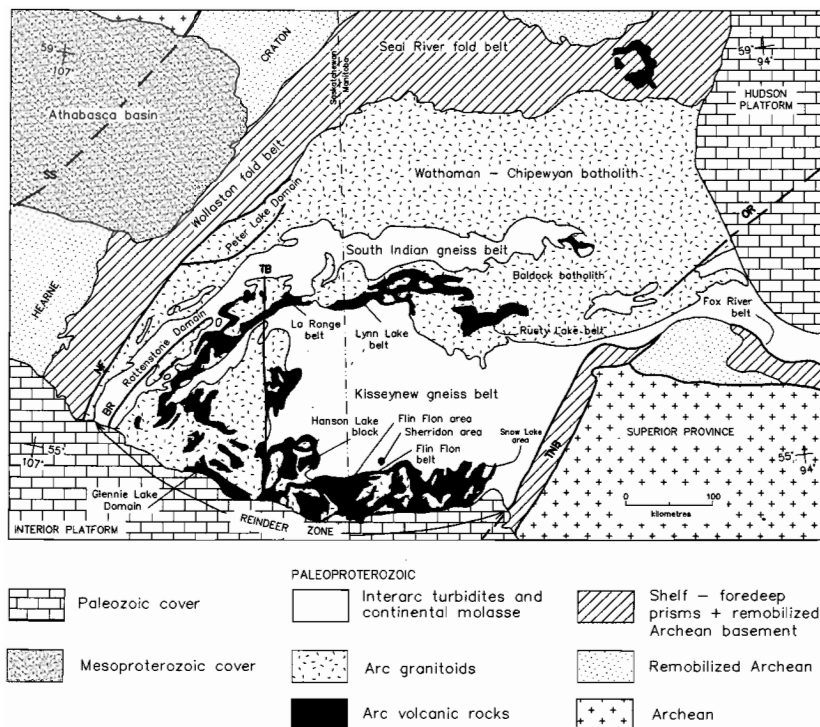 Seal River fold belt
CRATON
59
107
Saskatchewan
Manitoba
59
94
HUDSON
PLATFORM
Athabasca basin
SS
Wollaston fold belt
Wathaman – Chipewyan batholith
Peter Lake Domain
OR
South Indian gneiss belt
TB
Baldock batholith
HEARNE
Rottenstone Domain
La Ronge
belt
Lynn Lake
belt
Rusty Lake belt
Fox River
belt
NF
BR
Kisseynew gneiss belt
Hanson Lake
block
Flin Flon area
Sherridon area
Flin Flon
belt
Snow Lake
area
TNB
SUPERIOR PROVINCE
55
107
55
94
Glennie Lake
Domain
0 100
kilometres
INTERIOR PLATFORM
REINDEER ZONE
PALEOPROTEROZOIC
Paleozoic cover
Interarc turbidites and
continental molasse
Shelf – foredeep
prisms + remobilized
Archean basement
Mesoproterozoic cover
Arc granitoids
Remobilized Archean
Arc volcanic rocks
Archean